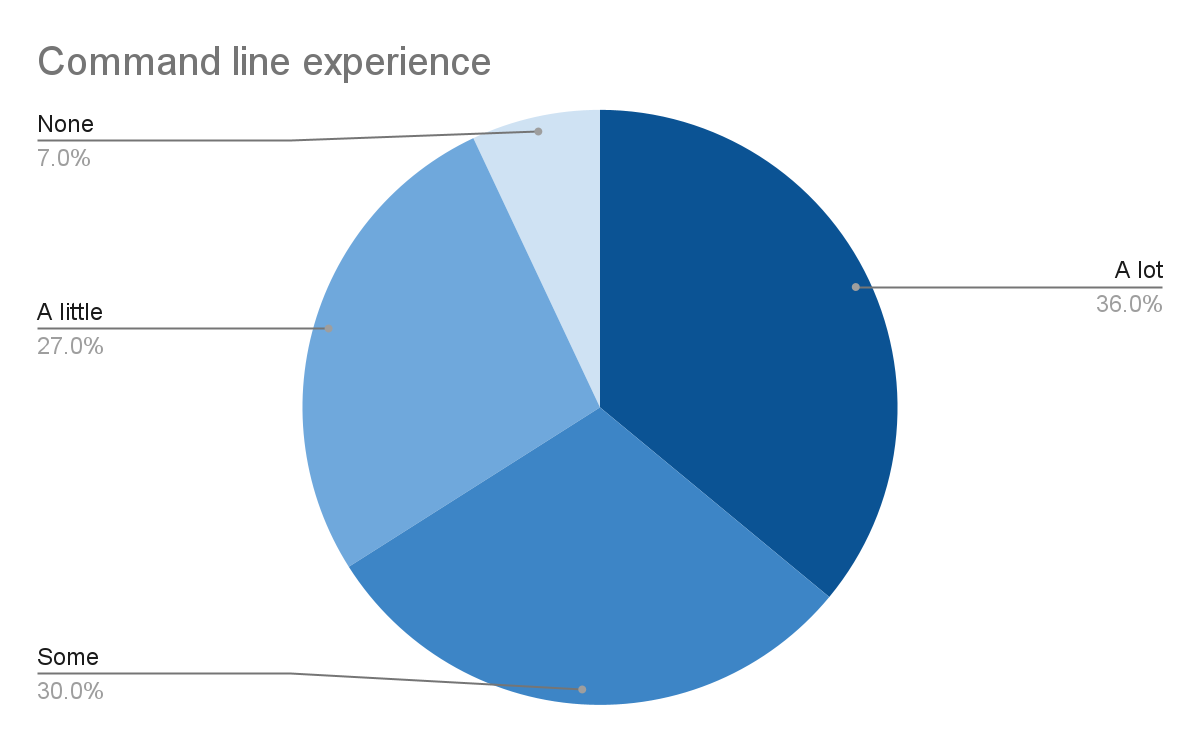 Command line experience
None
7.0%
A lot
36.0%
A little
27.0%
Some
30.0%